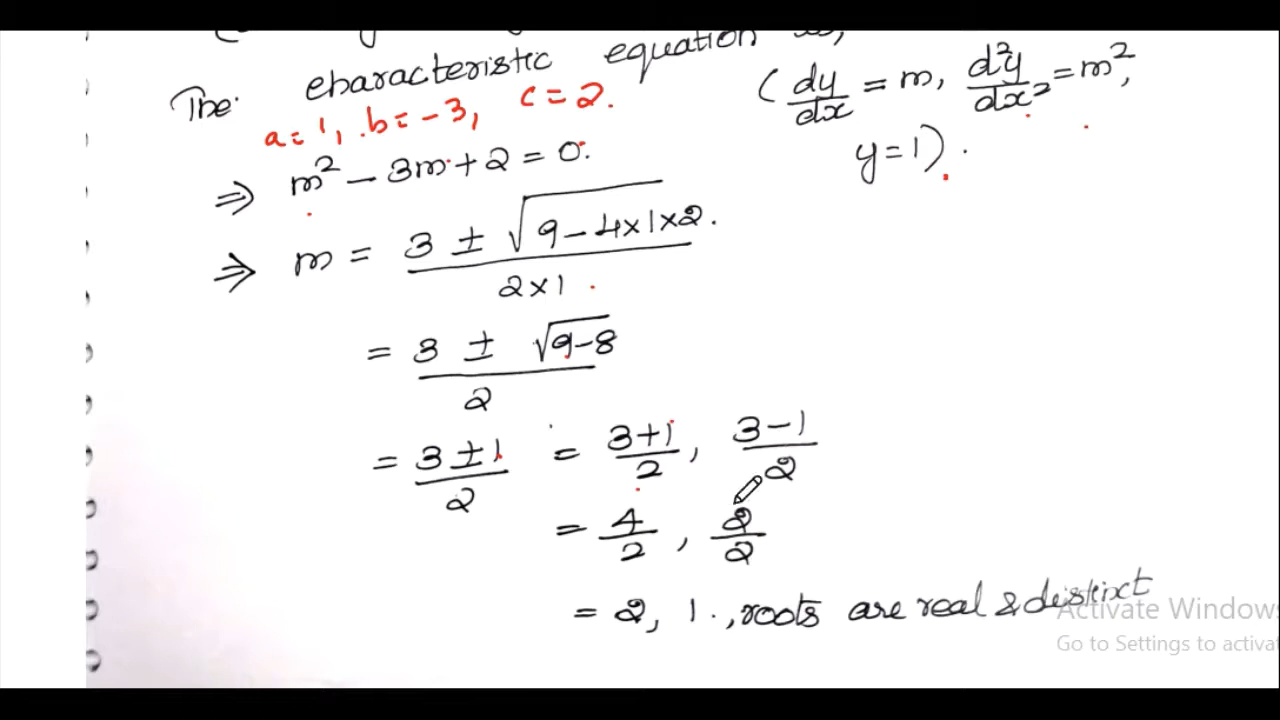 The characteristic equation is,
(dy/dx = m, d²y/dx² = m²,
y = 1).
a = 1, b = -3, c = 2.
⇒ m² - 3m + 2 = 0.
⇒ m = (3 ± √(9 - 4×1×2))/(2×1).
= (3 ± √(9-8))/2
= (3 ± 1)/2 = (3+1)/2, (3-1)/2
= 4/2, 2/2
= 2, 1., roots are real & distinct
Activate Windows
Go to Settings to activa